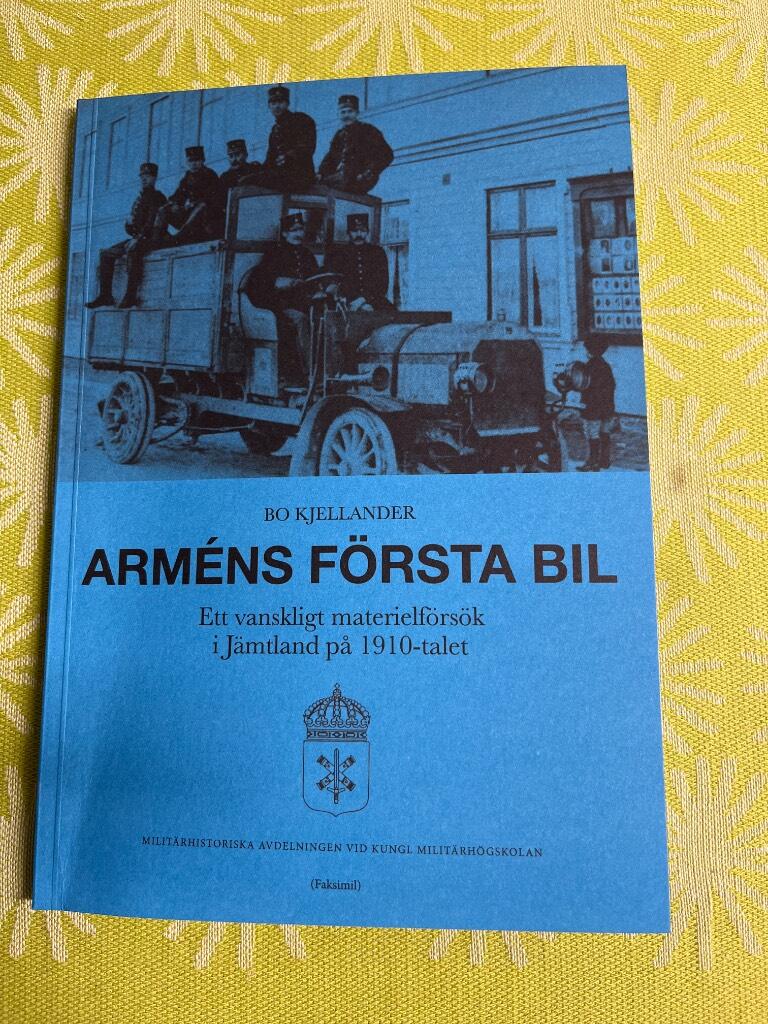 BO KJELLANDER
ARMÉNS FÖRSTA BIL
Ett vanskligt materielförsök
i Jämtland på 1910-talet
MILITÄRHISTORISKA AVDELNINGEN VID KUNGL MILITÄRHÖGSKOLAN
(Faksimil)